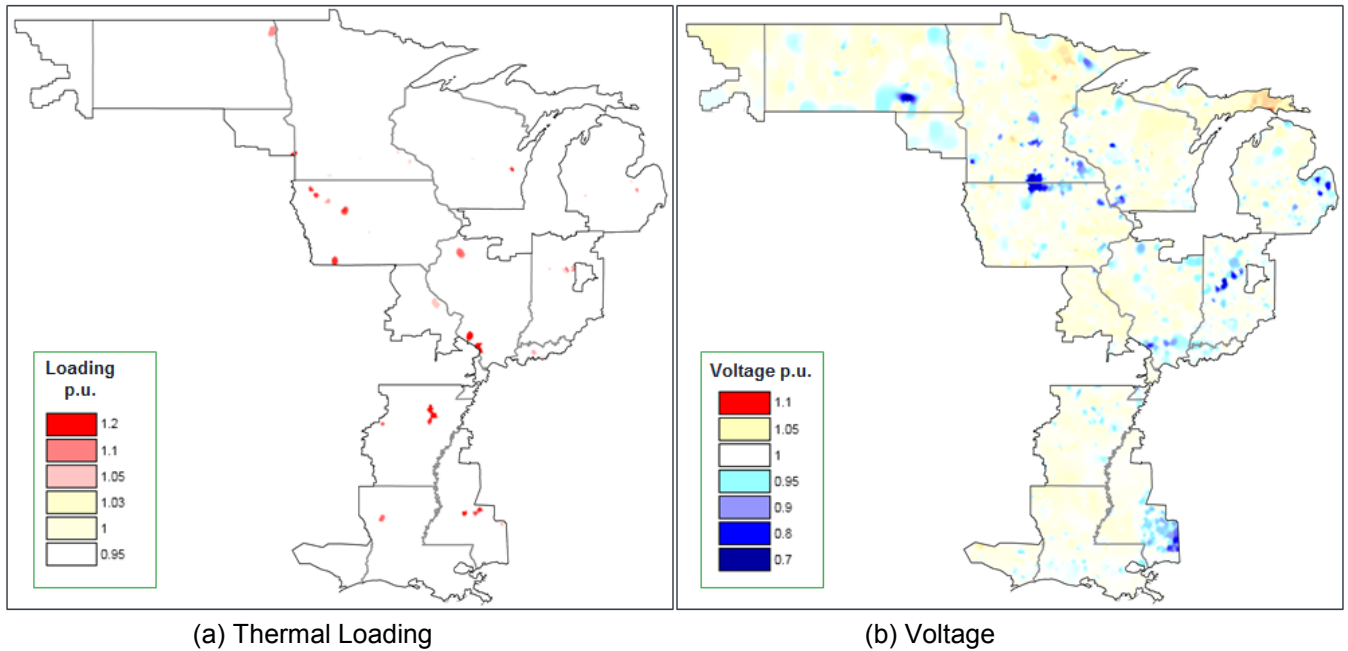 Loading
p.u.
1.2
1.1
1.05
1.03
1
0.95
Voltage p.u.
1.1
1.05
1
0.95
0.9
0.8
0.7
(a) Thermal Loading
(b) Voltage